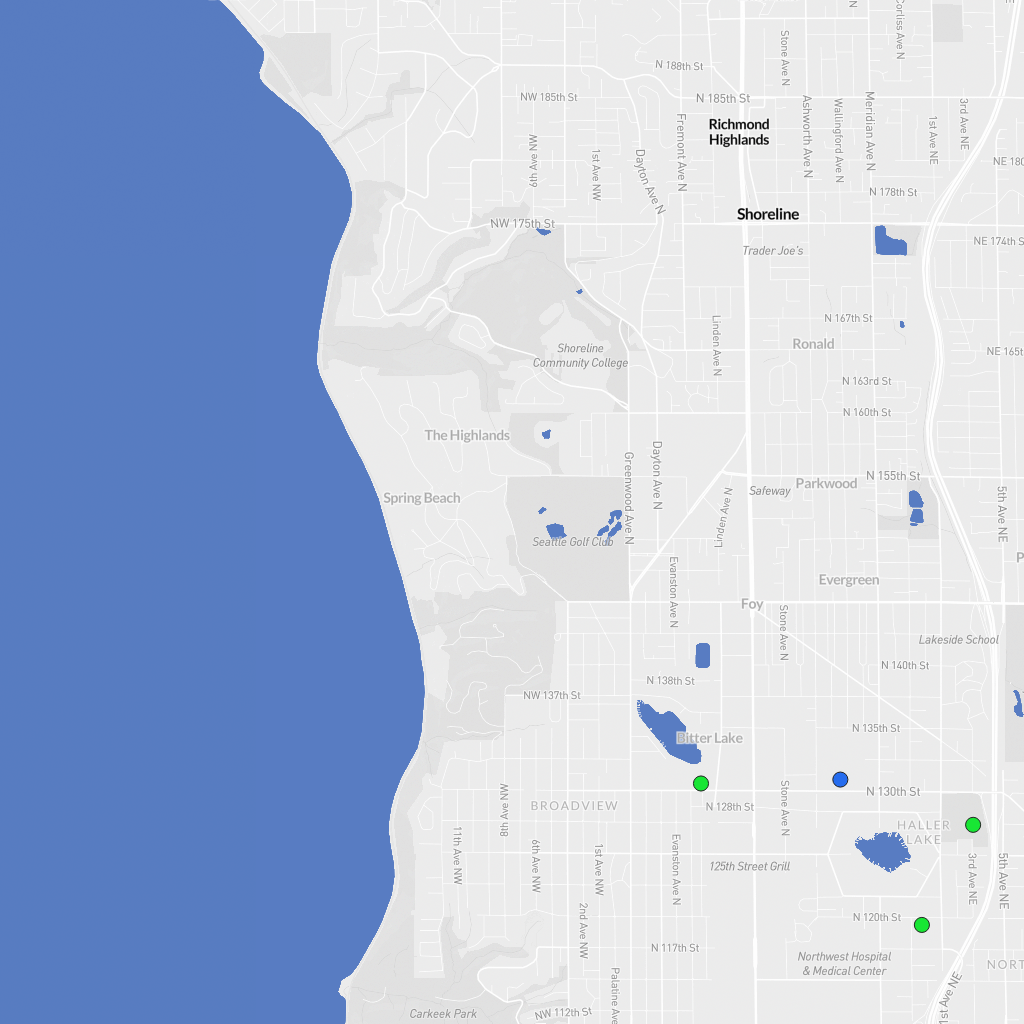 Corliss Ave N
N
Stone Ave N
N 188th St
NW 185th St
N 185th St
Richmond
Highlands
Fremont Ave N
Ashworth Ave N
Wallingford Ave N
Meridian Ave N
1st Ave NE
3rd Ave NE
6th Ave NW
1st Ave NW
Dayton Ave N
NE 180
N 178th St
Shoreline
NW 175th St
NE 174th S
Trader Joe's
N 167th St
Linden Ave N
Ronald
NE 165t
Shoreline
Community College
N 163rd St
N 160th St
The Highlands
Greenwood Ave N
Dayton Ave N
N 155th St
Safeway
Parkwood
Spring Beach
Linden Ave N
5th Ave NE
Seattle Golf Club
P
Evanston Ave N
Evergreen
Foy
Stone Ave N
Lakeside School
N 140th St
N 138th St
NW 137th St
N 135th St
Bitter Lake
N 130th St
BROADVIEW
N 128th St
Stone Ave N
8th Ave NW
HALLER
LAKE
11th Ave NW
6th Ave NW
1st Ave NW
Evanston Ave N
125th Street Grill
3rd Ave NE
5th Ave NE
2nd Ave NW
N 120th St
N 117th St
Northwest Hospital
& Medical Center
NORT
Palatine Ave
1st Ave NE
Carkeek Park
NW 112th St